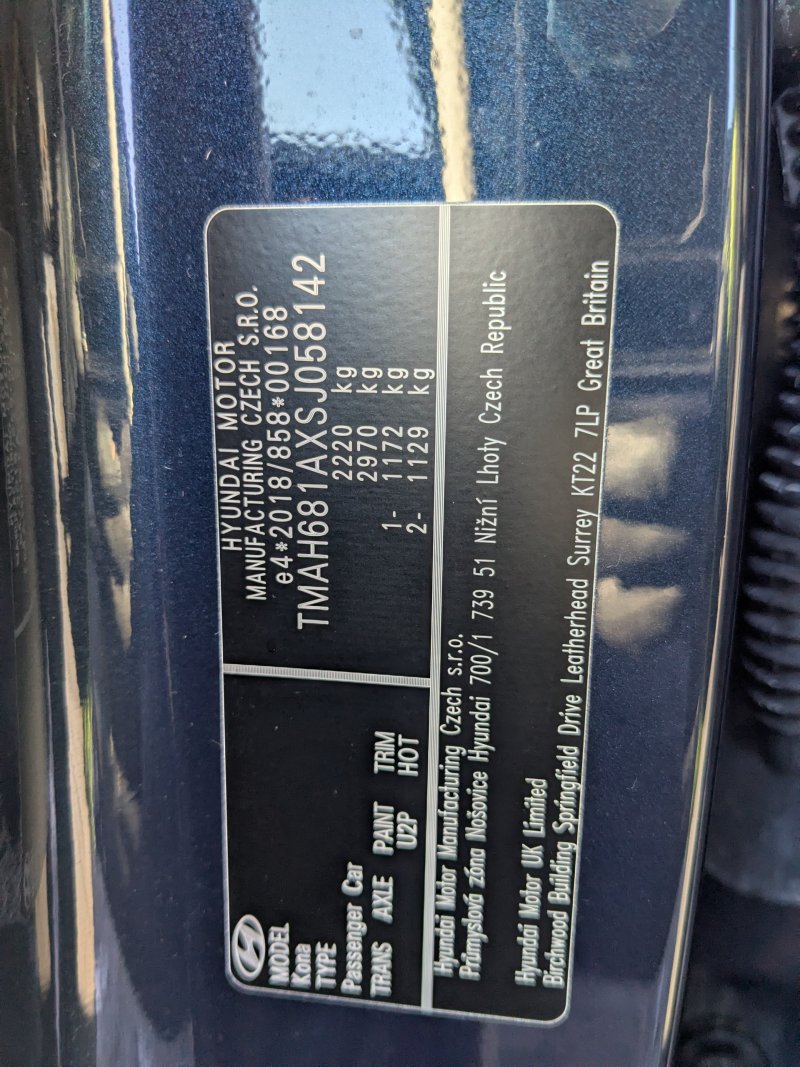 MODEL
Kona
TYPE
Passenger Car
TRANS AXLE PAINT TRIM
U2P HOT
HYUNDAI MOTOR
MANUFACTURING CZECH S.R.O.
e4*2018/858*00168
TMAH681AXSJ058142
2220 kg
2970 kg
1- 1172 kg
2- 1129 kg
Hyundai Motor Manufacturing Czech s.r.o.
Průmyslová zóna Nošovice Hyundai 700/1 739 51 Nižní Lhoty Czech Republic
Hyundai Motor UK Limited
Birchwood Building Springfield Drive Leatherhead Surrey KT22 7LP Great Britain